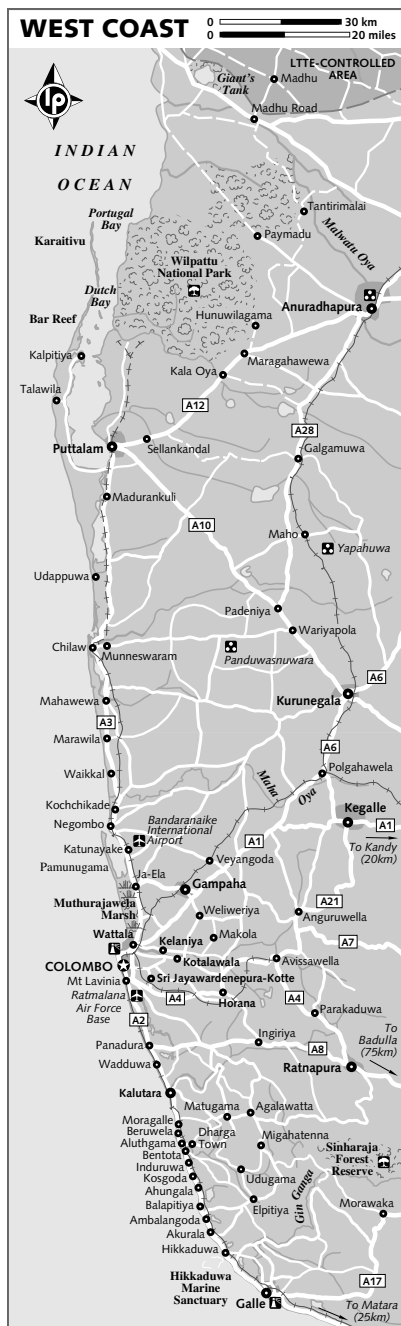 WEST COAST
0 30 km
0 20 miles
LTTE-CONTROLLED
AREA
Giant's
Tank
Madhu
Madhu Road
lp
INDIAN
OCEAN
Portugal
Bay
Karaitivu
Tantirimalai
Paymadu
Malwatu Oya
Wilpattu
National Park
Dutch
Bay
Anuradhapura
Bar Reef
Hunuwilagama
Kalpitiya
Maragahawewa
Kala Oya
Talawila
A12
A28
Puttalam
Sellankandal
Galgamuwa
Madurankuli
A10
Maho
Yapahuwa
Udappuwa
Padeniya
Wariyapola
Chilaw
Munneswaram
Panduwasnuwara
A6
Kurunegala
Mahawewa
A3
Marawila
A6
Waikkal
Polgahawela
Maha
Oya
Kochchikade
Kegalle
Negombo
Bandaranaike
International
Airport
A1
A1
Katunayake
To Kandy
(20km)
Pamunugama
Veyangoda
Ja-Ela
Gampaha
A21
Muthurajawela
Marsh
Weliweriya
Anguruwella
Makola
A7
Wattala
Kelaniya
Kotalawala
Avissawella
COLOMBO
Sri Jayawardenepura-Kotte
Mt Lavinia
A4
Horana
A4
Ratmalana
Air Force
Base
A2
Parakaduwa
Ingiriya
To
Badulla
(75km)
Panadura
A8
Wadduwa
Ratnapura
Kalutara
Matugama
Agalawatta
Moragalle
Beruwela
Dharga
Town
Migahatenna
Aluthgama
Sinharaja
Forest
Reserve
Bentota
Induruwa
Udugama
Kosgoda
Gin Ganga
Ahungala
Elpitiya
Morawaka
Balapitiya
Ambalangoda
Akurala
Hikkaduwa
Hikkaduwa
Marine
Sanctuary
A17
Galle
To Matara
(25km)